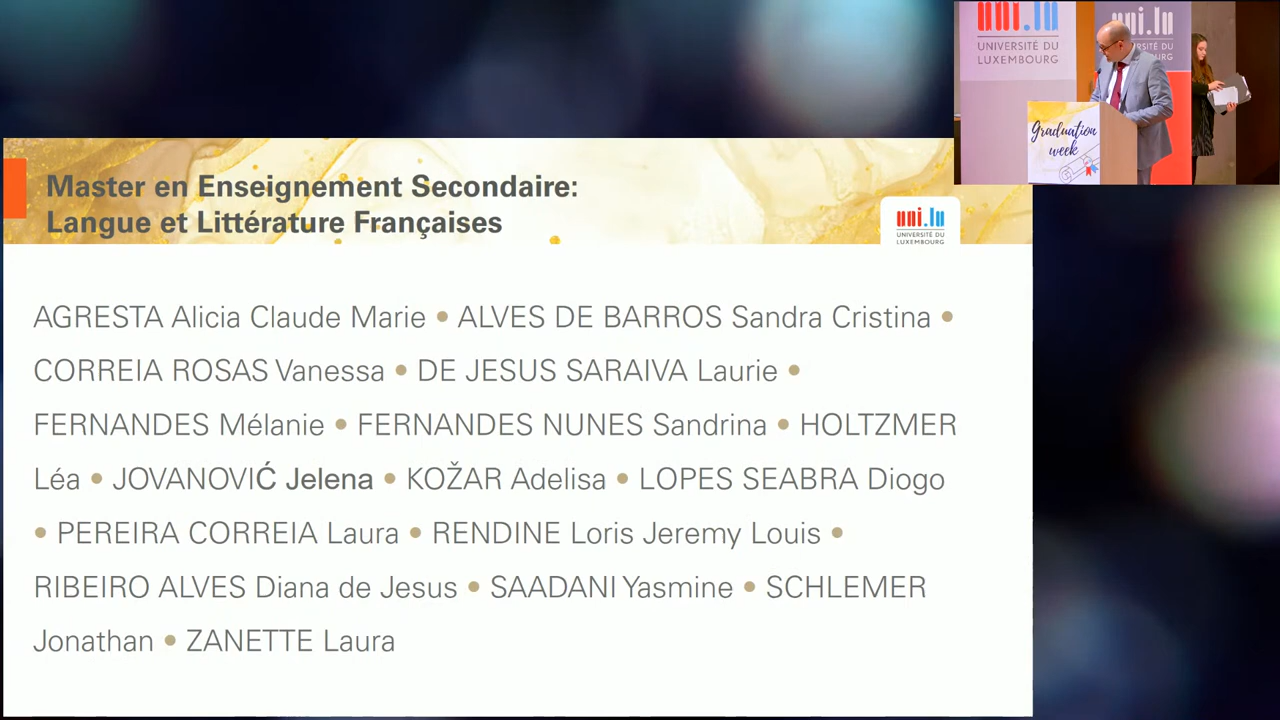 uni.lu
UNIVERSITÉ DU
LUXEMBOURG
uni.lu
Graduation
week
Master en Enseignement Secondaire:
Langue et Littérature Françaises
uni.lu
UNIVERSITÉ DU
LUXEMBOURG
AGRESTA Alicia Claude Marie • ALVES DE BARROS Sandra Cristina •
CORREIA ROSAS Vanessa • DE JESUS SARAIVA Laurie •
FERNANDES Mélanie • FERNANDES NUNES Sandrina • HOLTZMER
Léa • JOVANOVIĆ Jelena • KOŽAR Adelisa • LOPES SEABRA Diogo
• PEREIRA CORREIA Laura • RENDINE Loris Jeremy Louis •
RIBEIRO ALVES Diana de Jesus • SAADANI Yasmine • SCHLEMER
Jonathan • ZANETTE Laura